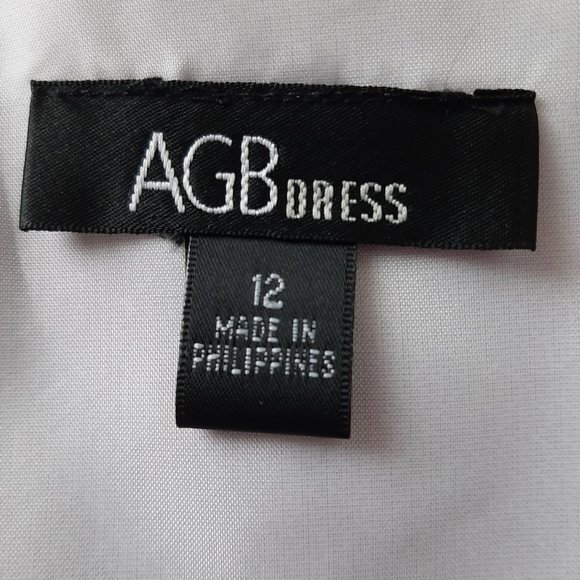 AGB DRESS
12
MADE IN
PHILIPPINES